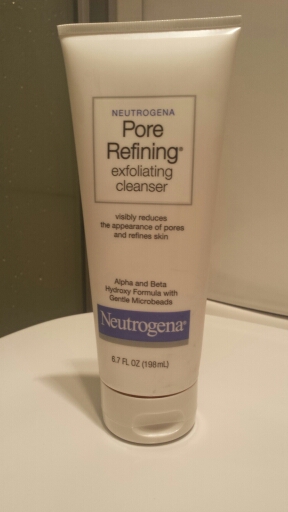 NEUTROGENA
Pore
Refining®
exfoliating
cleanser
visibly reduces
the appearance of pores
and refines skin
Alpha and Beta
Hydroxy Formula with
Gentle Microbeads
Neutrogena®
6.7 FL OZ (198mL)